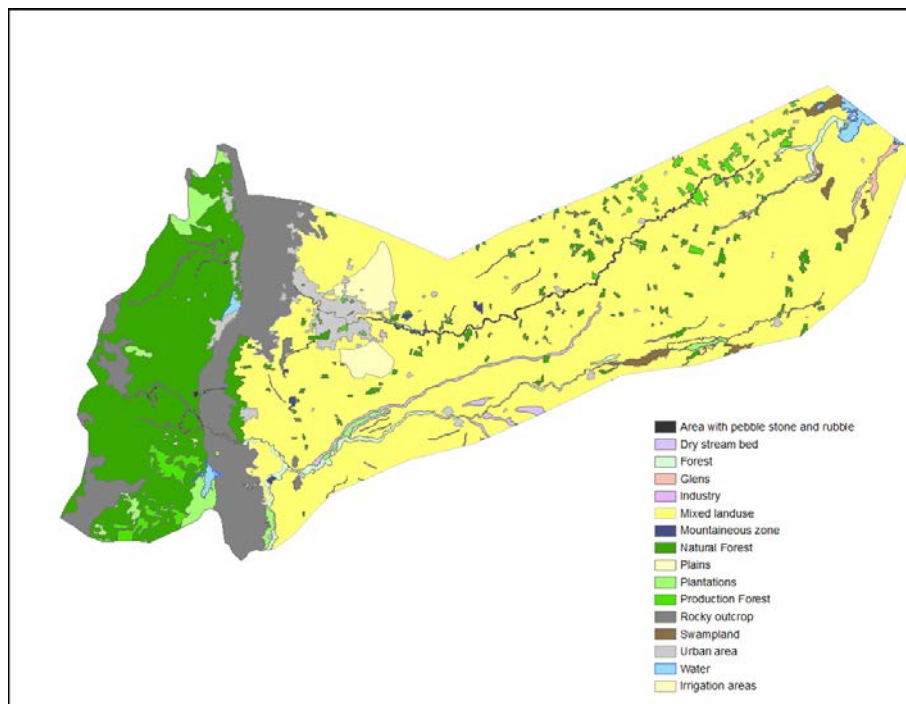 Area with pebble stone and rubble
Dry stream bed
Forest
Glens
Industry
Mixed landuse
Mountaineous zone
Natural Forest
Plains
Plantations
Production Forest
Rocky outcrop
Swampland
Urban area
Water
Irrigation areas